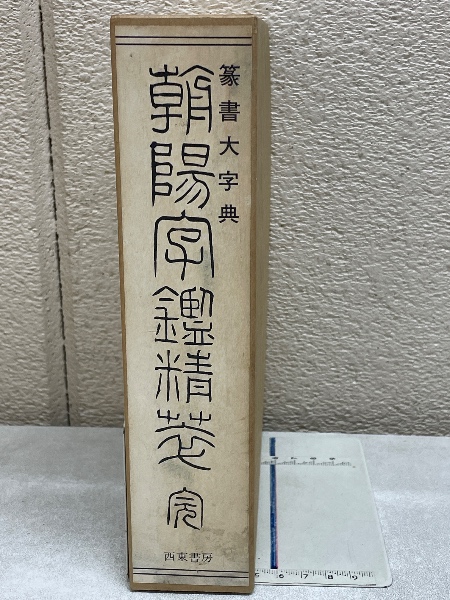 篆書大字典
朝陽字鑑精萃 完
西東書房